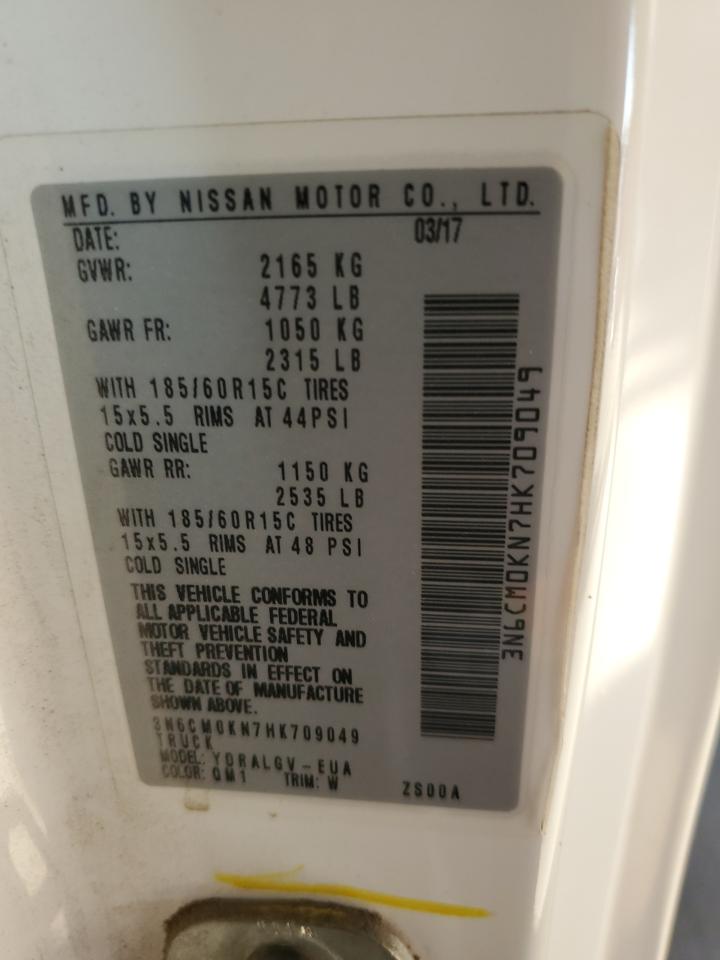 MFD. BY NISSAN MOTOR CO., LTD.
DATE: 03/17
GVWR: 2165 KG
4773 LB
GAWR FR: 1050 KG
2315 LB
WITH 185/60R15C TIRES
15x5.5 RIMS AT 44PSI
COLD SINGLE
GAWR RR: 1150 KG
2535 LB
WITH 185/60R15C TIRES
15x5.5 RIMS AT 48 PSI
COLD SINGLE
THIS VEHICLE CONFORMS TO
ALL APPLICABLE FEDERAL
MOTOR VEHICLE SAFETY AND
THEFT PREVENTION
STANDARDS IN EFFECT ON
THE DATE OF MANUFACTURE
SHOWN ABOVE.
3N6CM0KN7HK709049
TRUCK
MODEL: YDRALGV-EUA
COLOR: QM1 TRIM: W ZS00A
3N6CM0KN7HK709049